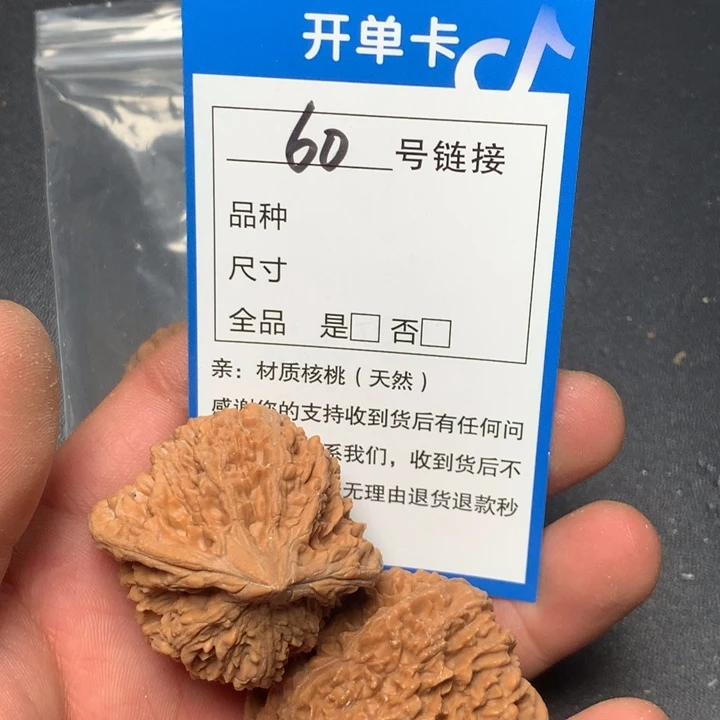 开单卡
60 号链接
品种
尺寸
全品 是□ 否□
亲：材质核桃（天然）
感谢您的支持收到货后有任何问
系我们，收到货后不
无理由退货退款秒